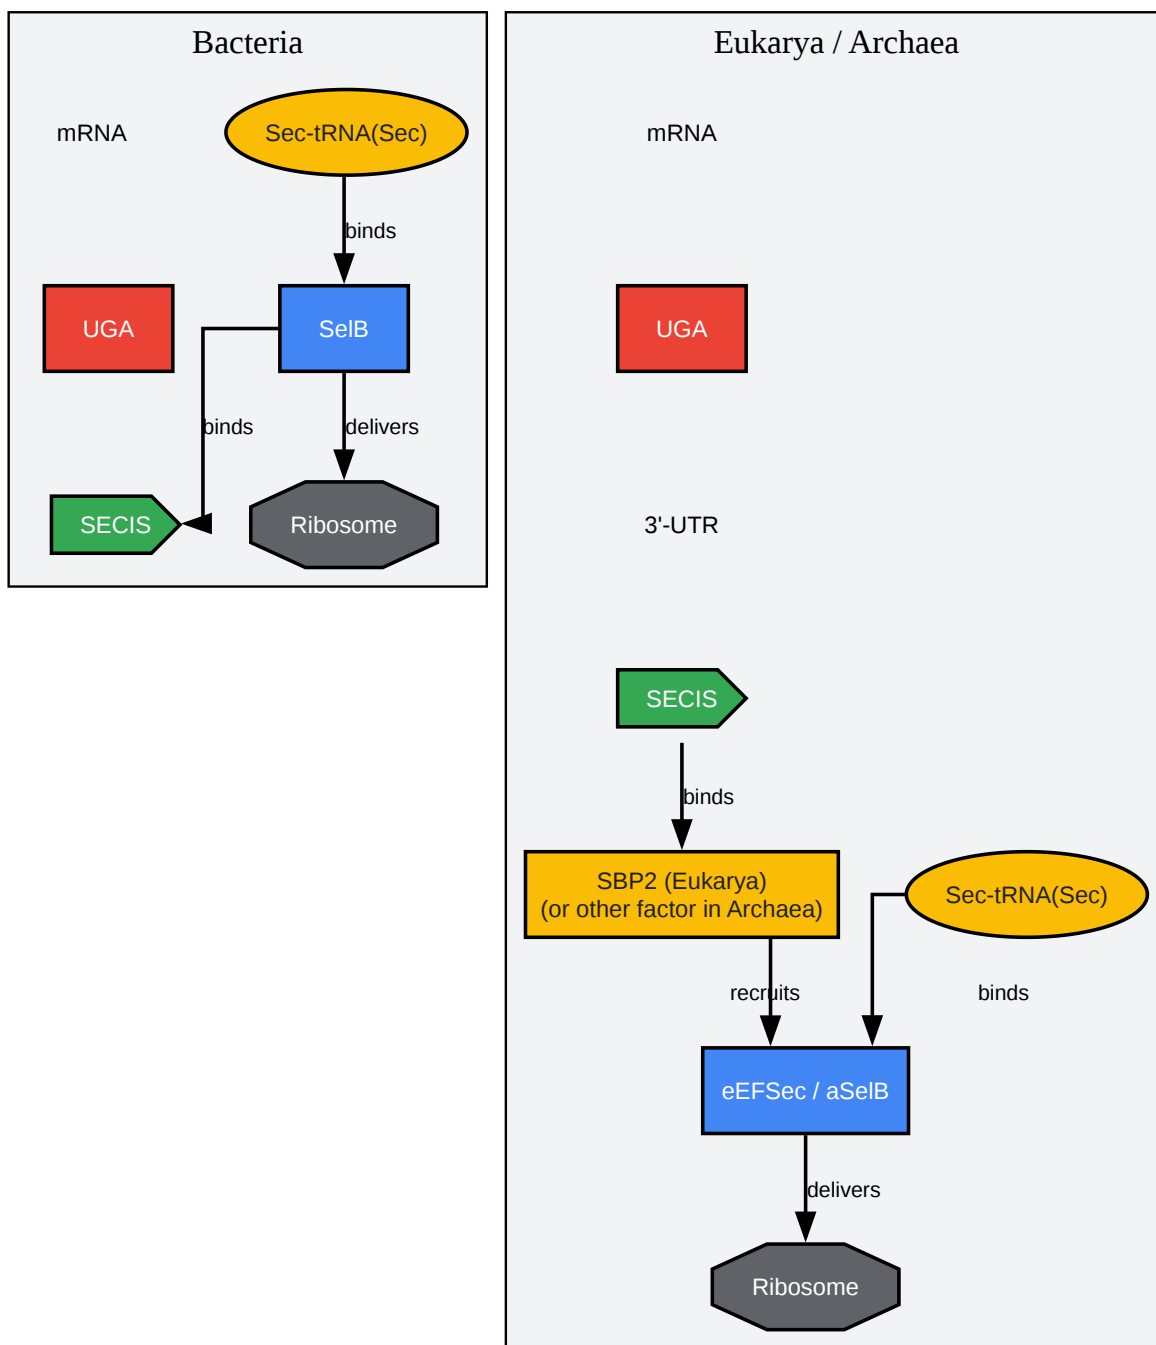 Bacteria
mRNA
Sec-tRNA(Sec)
binds
UGA
SelB
binds
delivers
SECIS
Ribosome
Eukarya / Archaea
mRNA
UGA
3'-UTR
SECIS
binds
SBP2 (Eukarya)
(or other factor in Archaea)
Sec-tRNA(Sec)
recruits
binds
eEFSec / aSelB
delivers
Ribosome